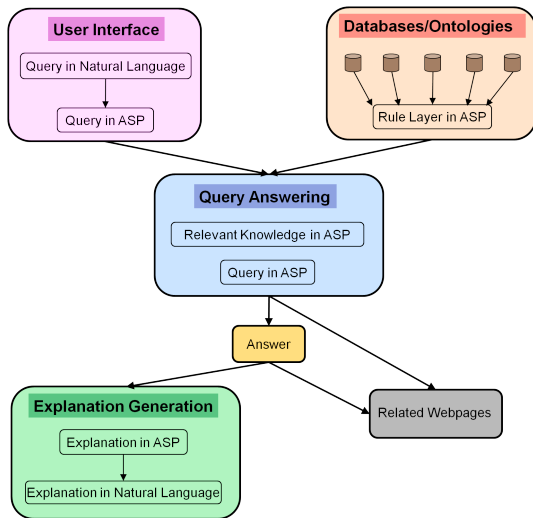 User Interface
Query in Natural Language
Query in ASP
Databases/Ontologies
Rule Layer in ASP
Query Answering
Relevant Knowledge in ASP
Query in ASP
Answer
Explanation Generation
Explanation in ASP
Explanation in Natural Language
Related Webpages